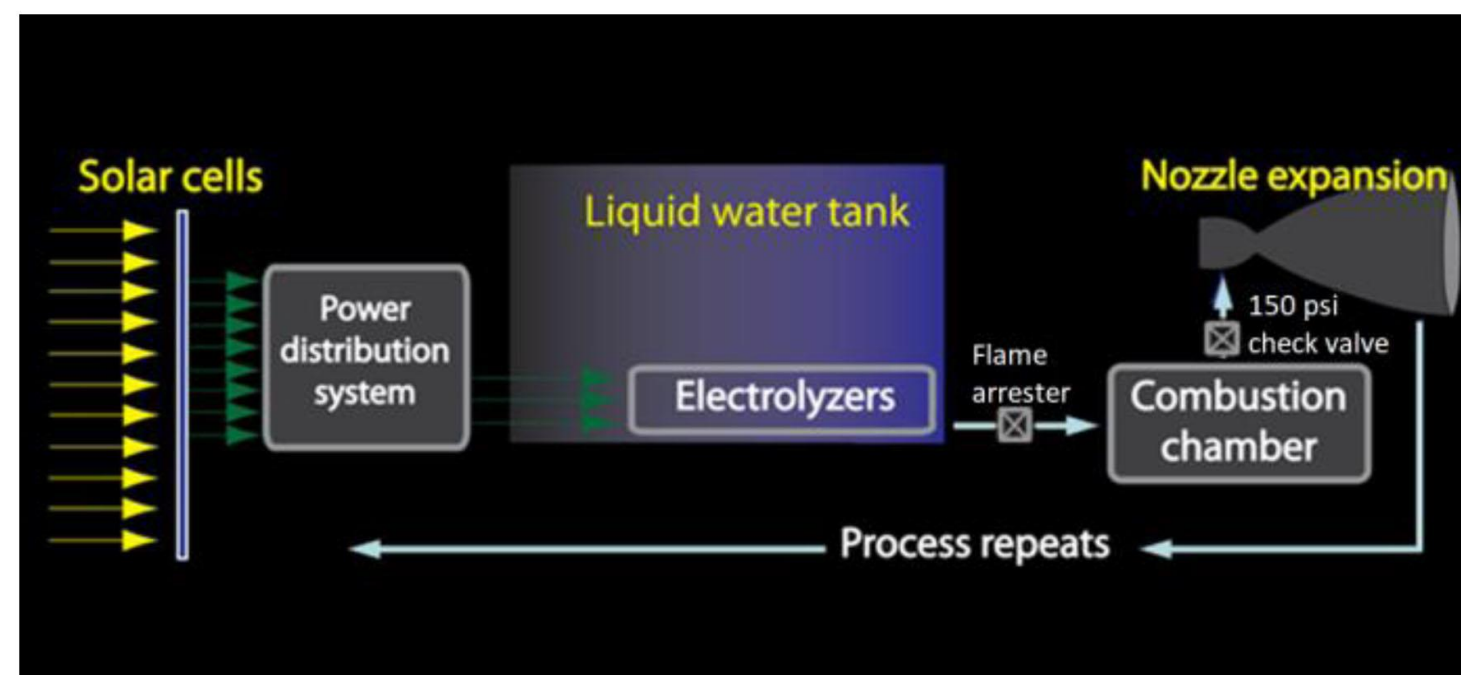 Solar cells
Power
distribution
system
Liquid water tank
Electrolyzers
Flame
arrester
Nozzle expansion
150 psi
check valve
Combustion
chamber
Process repeats